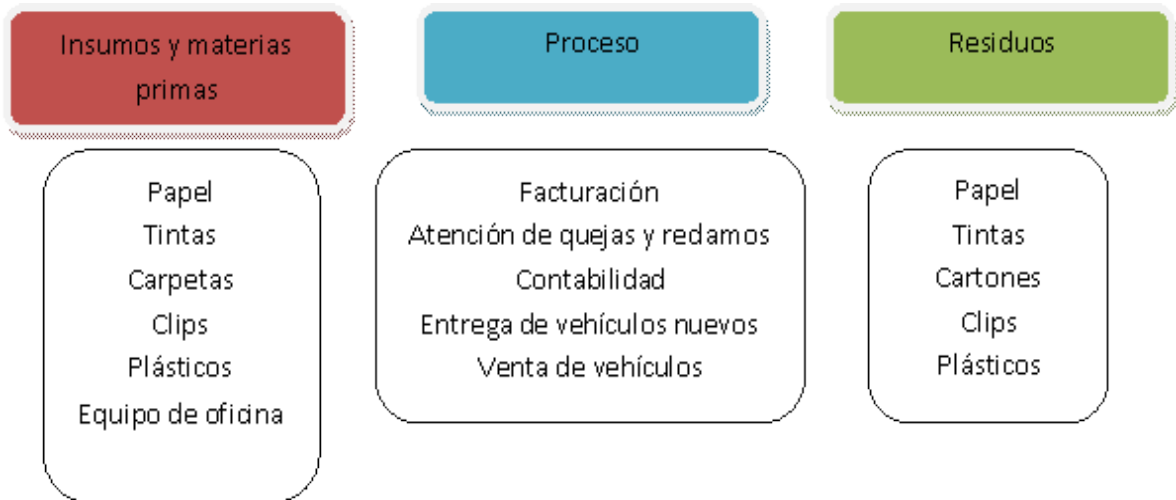 Insumos y materias
primas
Proceso
Residuos
Papel
Tintas
Carpetas
Clips
Plásticos
Equipo de oficina
Facturación
Atención de quejas y reclamos
Contabilidad
Entrega de vehículos nuevos
Venta de vehículos
Papel
Tintas
Cartones
Clips
Plásticos